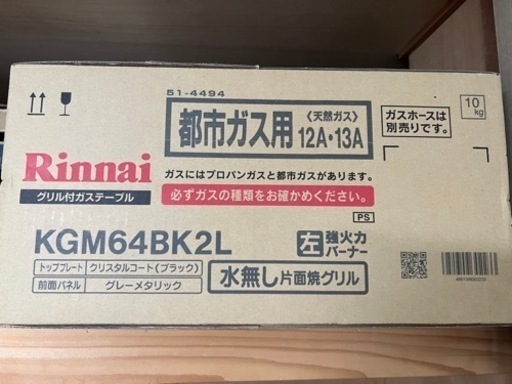 51-4494
都市ガス用
〈天然ガス〉
12A・13A
ガスホースは
別売りです。
10
kg
Rinnai
グリル付ガステーブル
ガスにはプロパンガスと都市ガスがあります。
必ずガスの種類をお確かめください。
PS
KGM64BK2L
左 強火力
バーナー
トッププレート クリスタルコート(ブラック)
前面パネル グレーメタリック
水無し片面焼グリル